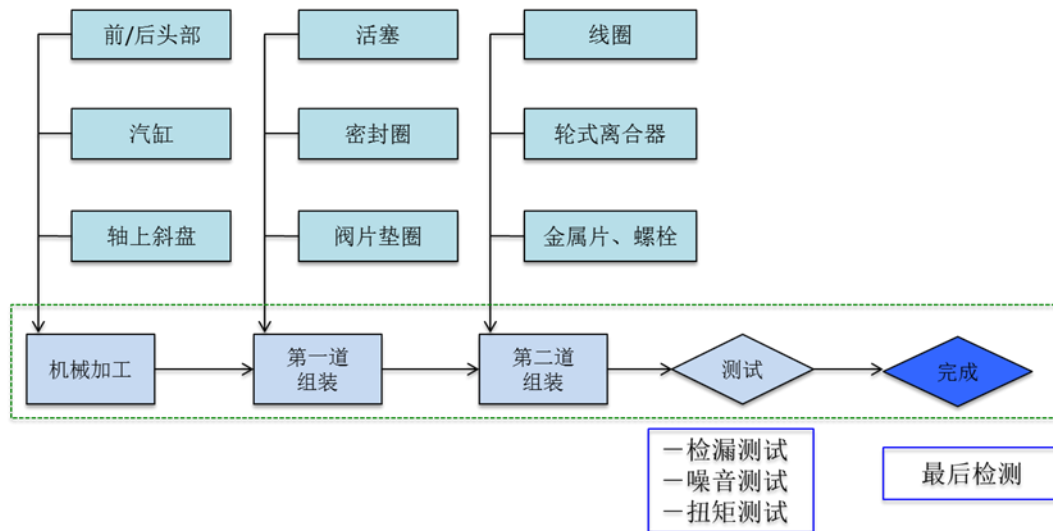 前/后头部
活塞
线圈
汽缸
密封圈
轮式离合器
轴上斜盘
阀片垫圈
金属片、螺栓
机械加工
第一道
组装
第二道
组装
测试
完成
－检漏测试
－噪音测试
－扭矩测试
最后检测